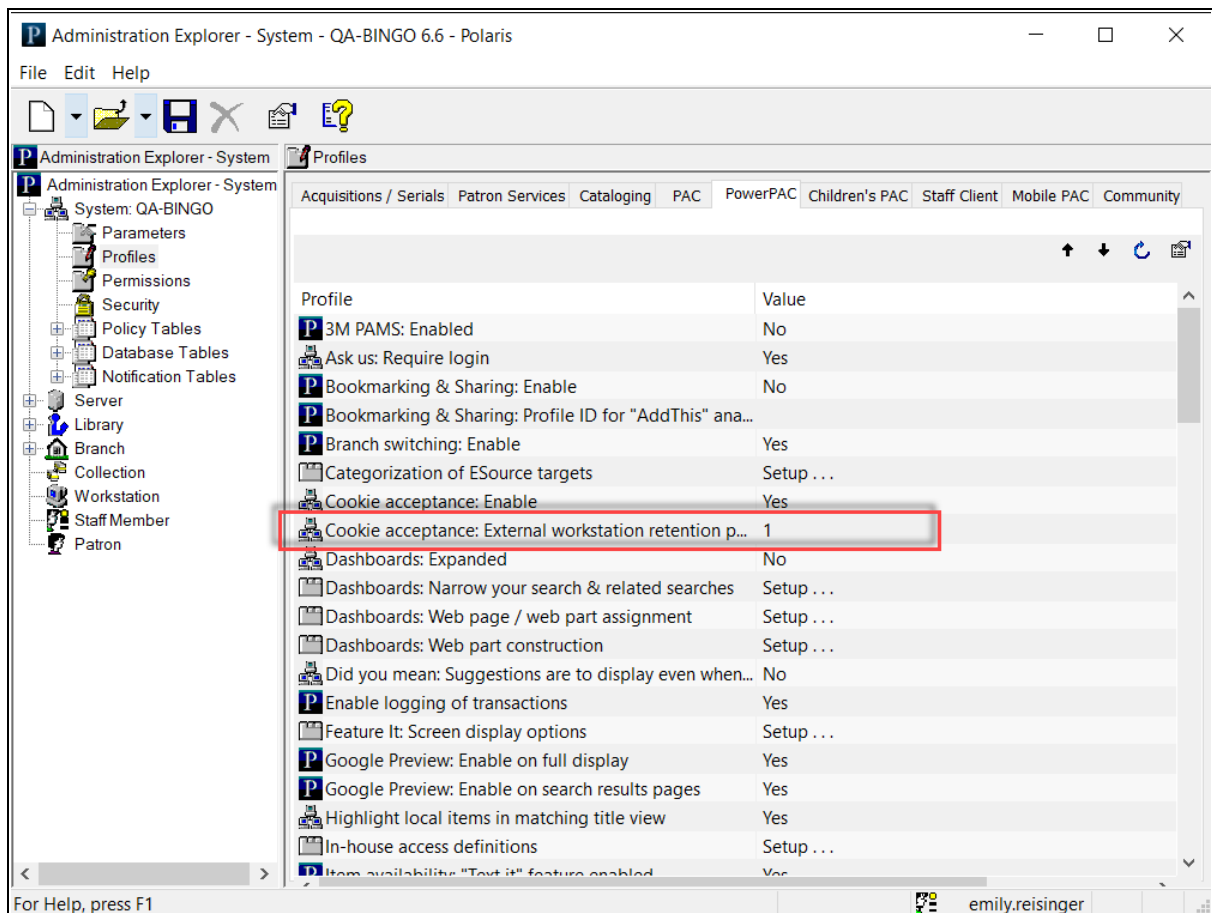 Administration Explorer - System - QA-BINGO 6.6 - Polaris
File Edit Help
Administration Explorer - System
Profiles
Administration Explorer - System
System: QA-BINGO
Parameters
Profiles
Permissions
Security
Policy Tables
Database Tables
Notification Tables
Server
Library
Branch
Collection
Workstation
Staff Member
Patron
Acquisitions / Serials Patron Services Cataloging PAC PowerPAC Children's PAC Staff Client Mobile PAC Community
Profile Value
3M PAMS: Enabled No
Ask us: Require login Yes
Bookmarking & Sharing: Enable No
Bookmarking & Sharing: Profile ID for "AddThis" ana...
Branch switching: Enable Yes
Categorization of ESource targets Setup . . .
Cookie acceptance: Enable Yes
Cookie acceptance: External workstation retention p... 1
Dashboards: Expanded No
Dashboards: Narrow your search & related searches Setup . . .
Dashboards: Web page / web part assignment Setup . . .
Dashboards: Web part construction Setup . . .
Did you mean: Suggestions are to display even when... No
Enable logging of transactions Yes
Feature It: Screen display options Setup . . .
Google Preview: Enable on full display Yes
Google Preview: Enable on search results pages Yes
Highlight local items in matching title view Yes
In-house access definitions Setup . . .
Item availability: "Text it" feature enabled Yes
For Help, press F1
emily.reisinger